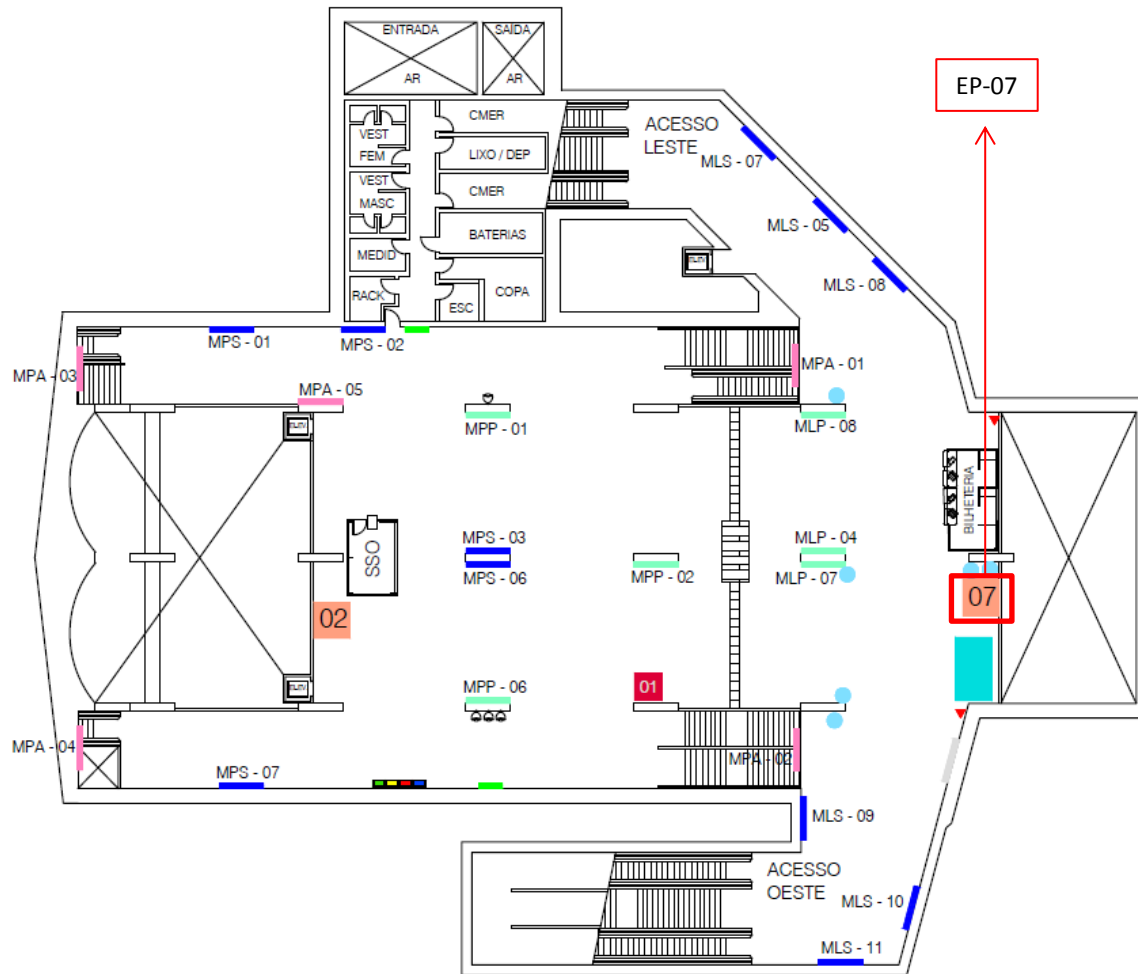 ENTRADA
SAÍDA
AR
AR
EP-07
VEST
FEM
CMER
LIXO / DEP
ACESSO
LESTE
MLS - 07
VEST
MASC
CMER
BATERIAS
MLS - 05
MEDID
ELEV
MLS - 08
RACK
ESC
COPA
MPS - 01
MPS - 02
MPA - 03
MPA - 01
MPA - 05
ELEV
MPP - 01
MLP - 08
BILHETERIA
SSO
MPS - 03
MPS - 06
MPP - 02
MLP - 04
MLP - 07
07
02
ELEV
MPP - 06
01
MPA - 04
MPA - 02
MPS - 07
MLS - 09
ACESSO
OESTE
MLS - 10
MLS - 11